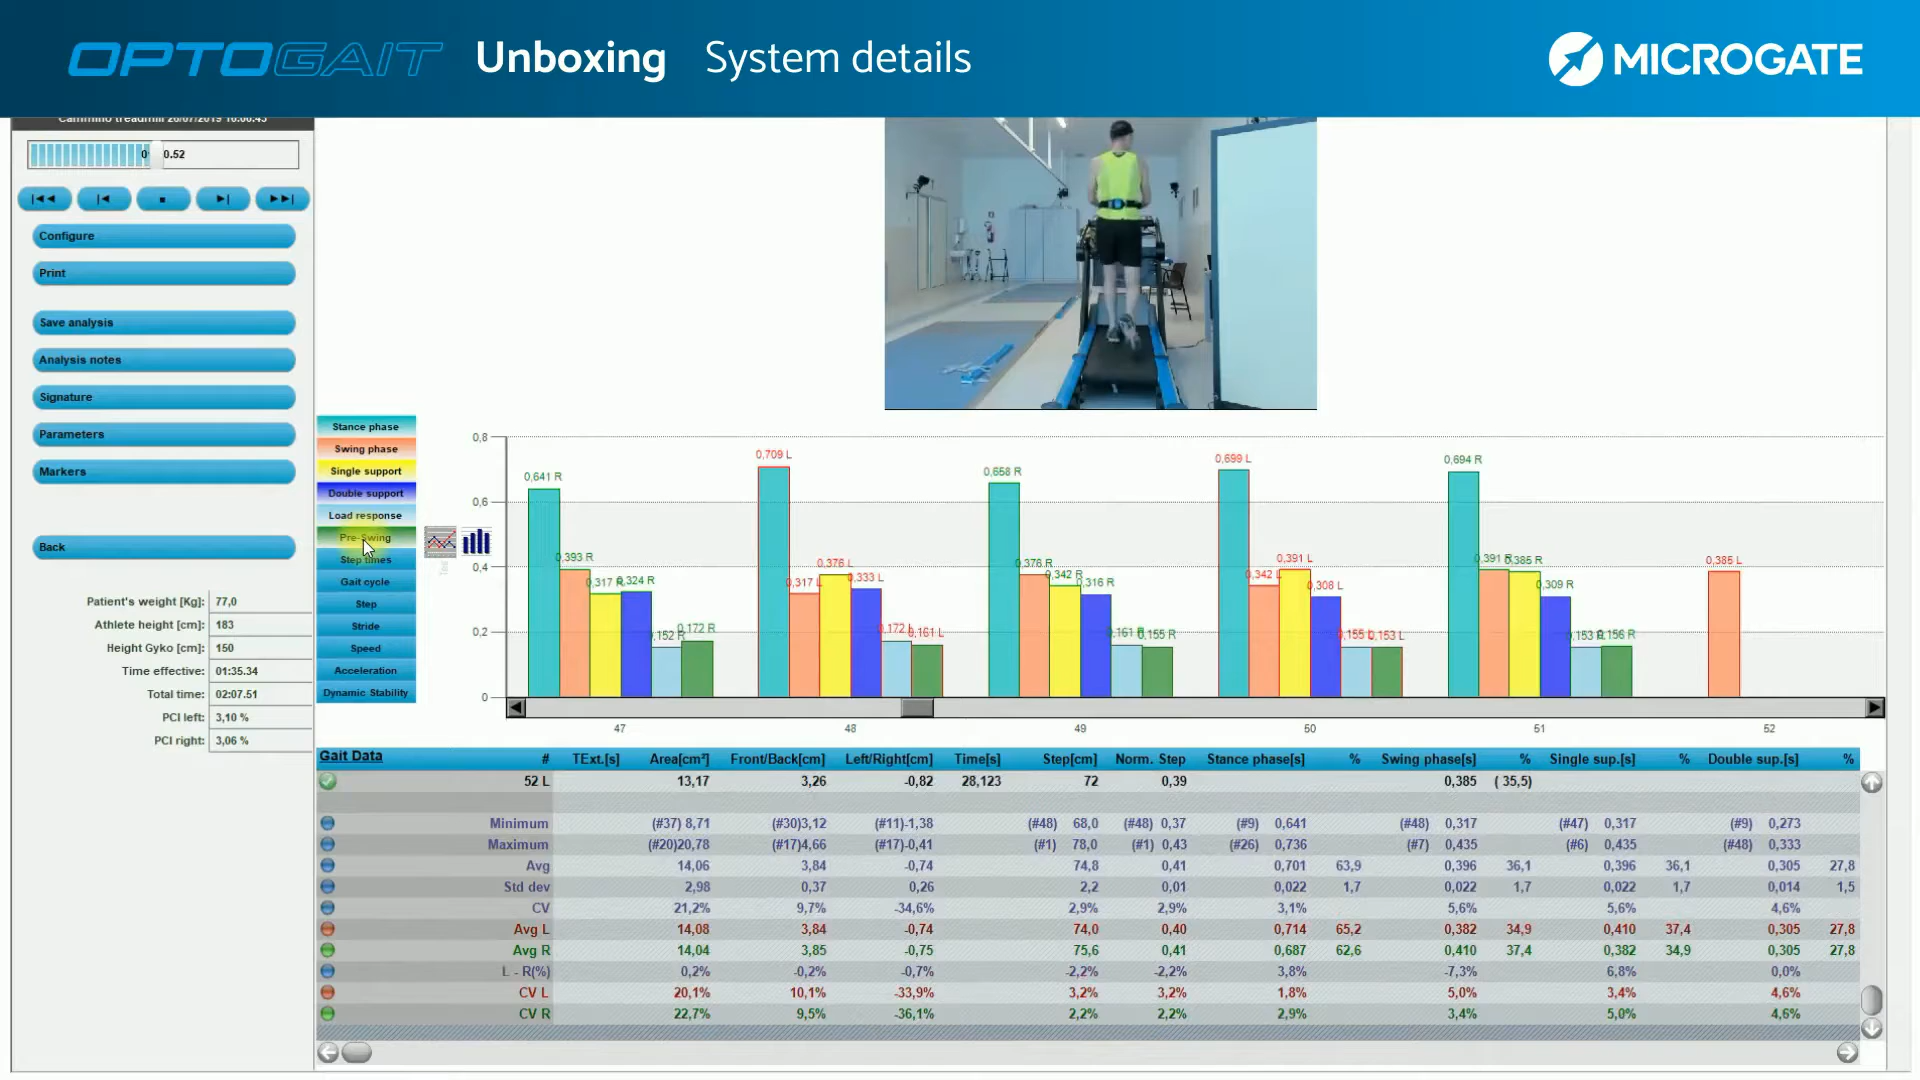 OPTOGAIT Unboxing System details MICROGATE
Cammino treadmill 26/07/2019 10:06:45
0 0.52
Configure
Print
Save analysis
Analysis notes
Signature
Parameters
Markers
Back
Patient's weight [Kg]: 77,0
Athlete height [cm]: 183
Height Gyko [cm]: 150
Time effective: 01:35.34
Total time: 02:07.51
PCI left: 3,10 %
PCI right: 3,06 %
Stance phase
Swing phase
Single support
Double support
Load response
Pre-Swing
Step times
Gait cycle
Step
Stride
Speed
Acceleration
Dynamic Stability
0,8
0,6
0,4
0,2
0
0,641 R
0,393 R
0,317 R
0,324 R
0,152 R
0,172 R
0,709 L
0,317 L
0,376 L
0,333 L
0,172 L
0,161 L
0,658 R
0,376 R
0,342 R
0,316 R
0,161 R
0,155 R
0,699 L
0,342 L
0,391 L
0,308 L
0,155 L
0,153 L
0,694 R
0,391 R
0,385 R
0,309 R
0,153 R
0,156 R
0,385 L
47 48 49 50 51 52
Gait Data # TExt.[s] Area[cm²] Front/Back[cm] Left/Right[cm] Time[s] Step[cm] Norm. Step Stance phase[s] % Swing phase[s] % Single sup.[s] % Double sup.[s] %
52 L 13,17 3,26 -0,82 28,123 72 0,39 0,385 ( 35,5)
Minimum (#37) 8,71 (#30)3,12 (#11)-1,38 (#48) 68,0 (#48) 0,37 (#9) 0,641 (#48) 0,317 (#47) 0,317 (#9) 0,273
Maximum (#20)20,78 (#17)4,66 (#17)-0,41 (#1) 78,0 (#1) 0,43 (#26) 0,736 (#7) 0,435 (#6) 0,435 (#48) 0,333
Avg 14,06 3,84 -0,74 74,8 0,41 0,701 63,9 0,396 36,1 0,396 36,1 0,305 27,8
Std dev 2,98 0,37 0,26 2,2 0,01 0,022 1,7 0,022 1,7 0,022 1,7 0,014 1,5
CV 21,2% 9,7% -34,6% 2,9% 2,9% 3,1% 5,6% 5,6% 4,6%
Avg L 14,08 3,84 -0,74 74,0 0,40 0,714 65,2 0,382 34,9 0,410 37,4 0,305 27,8
Avg R 14,04 3,85 -0,75 75,6 0,41 0,687 62,6 0,410 37,4 0,382 34,9 0,305 27,8
L - R(%) 0,2% -0,2% -0,7% -2,2% -2,2% 3,8% -7,3% 6,8% 0,0%
CV L 20,1% 10,1% -33,9% 3,2% 3,2% 1,8% 5,0% 3,4% 4,6%
CV R 22,7% 9,5% -36,1% 2,2% 2,2% 2,9% 3,4% 5,0% 4,6%